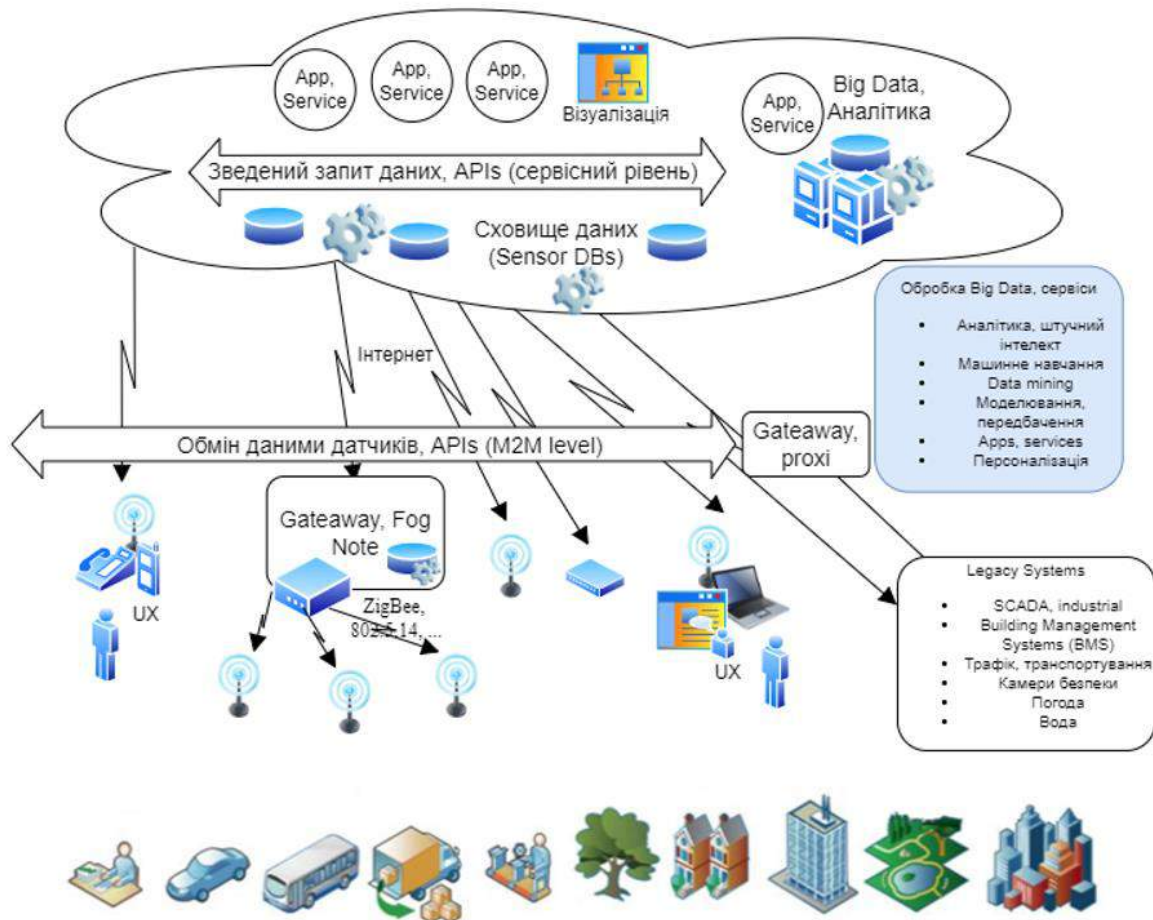 App,
Service
App,
Service
App,
Service
Візуалізація
App,
Service
Big Data,
Аналітика
Зведений запит даних, APIs (сервісний рівень)
Сховище даних
(Sensor DBs)
Обробка Big Data, сервіси
• Аналітика, штучний
інтелект
• Машинне навчання
• Data mining
• Моделювання,
передбачення
• Apps, services
• Персоналізація
Інтернет
Обмін даними датчиків, APIs (M2M level)
Gateaway,
proxi
Gateaway, Fog
Note
ZigBee,
802.5.14, ...
UX
UX
Legacy Systems
• SCADA, industrial
• Building Management
Systems (BMS)
• Трафік, транспортування
• Камери безпеки
• Погода
• Вода